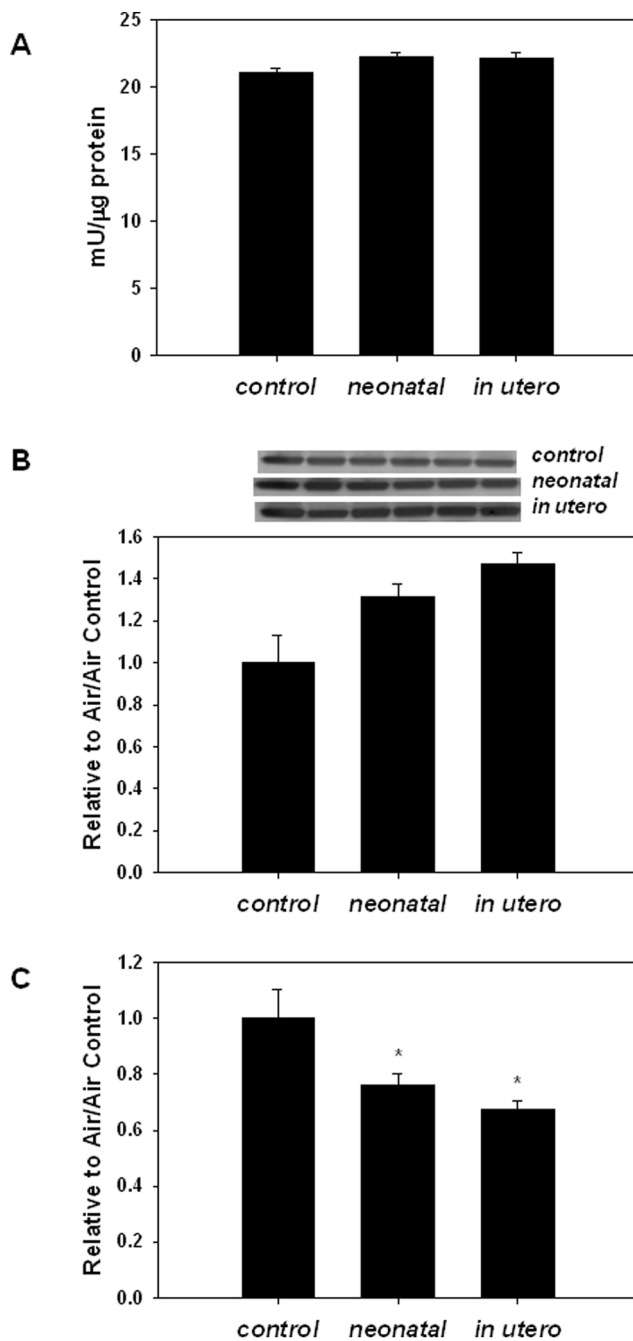 A
mU/μg protein
25
20
15
10
5
0
control neonatal in utero
B
control
neonatal
in utero
Relative to Air/Air Control
1.6
1.4
1.2
1.0
0.8
0.6
0.4
0.2
0.0
control neonatal in utero
C
Relative to Air/Air Control
1.2
1.0
0.8
0.6
0.4
0.2
0.0
*
*
control neonatal in utero